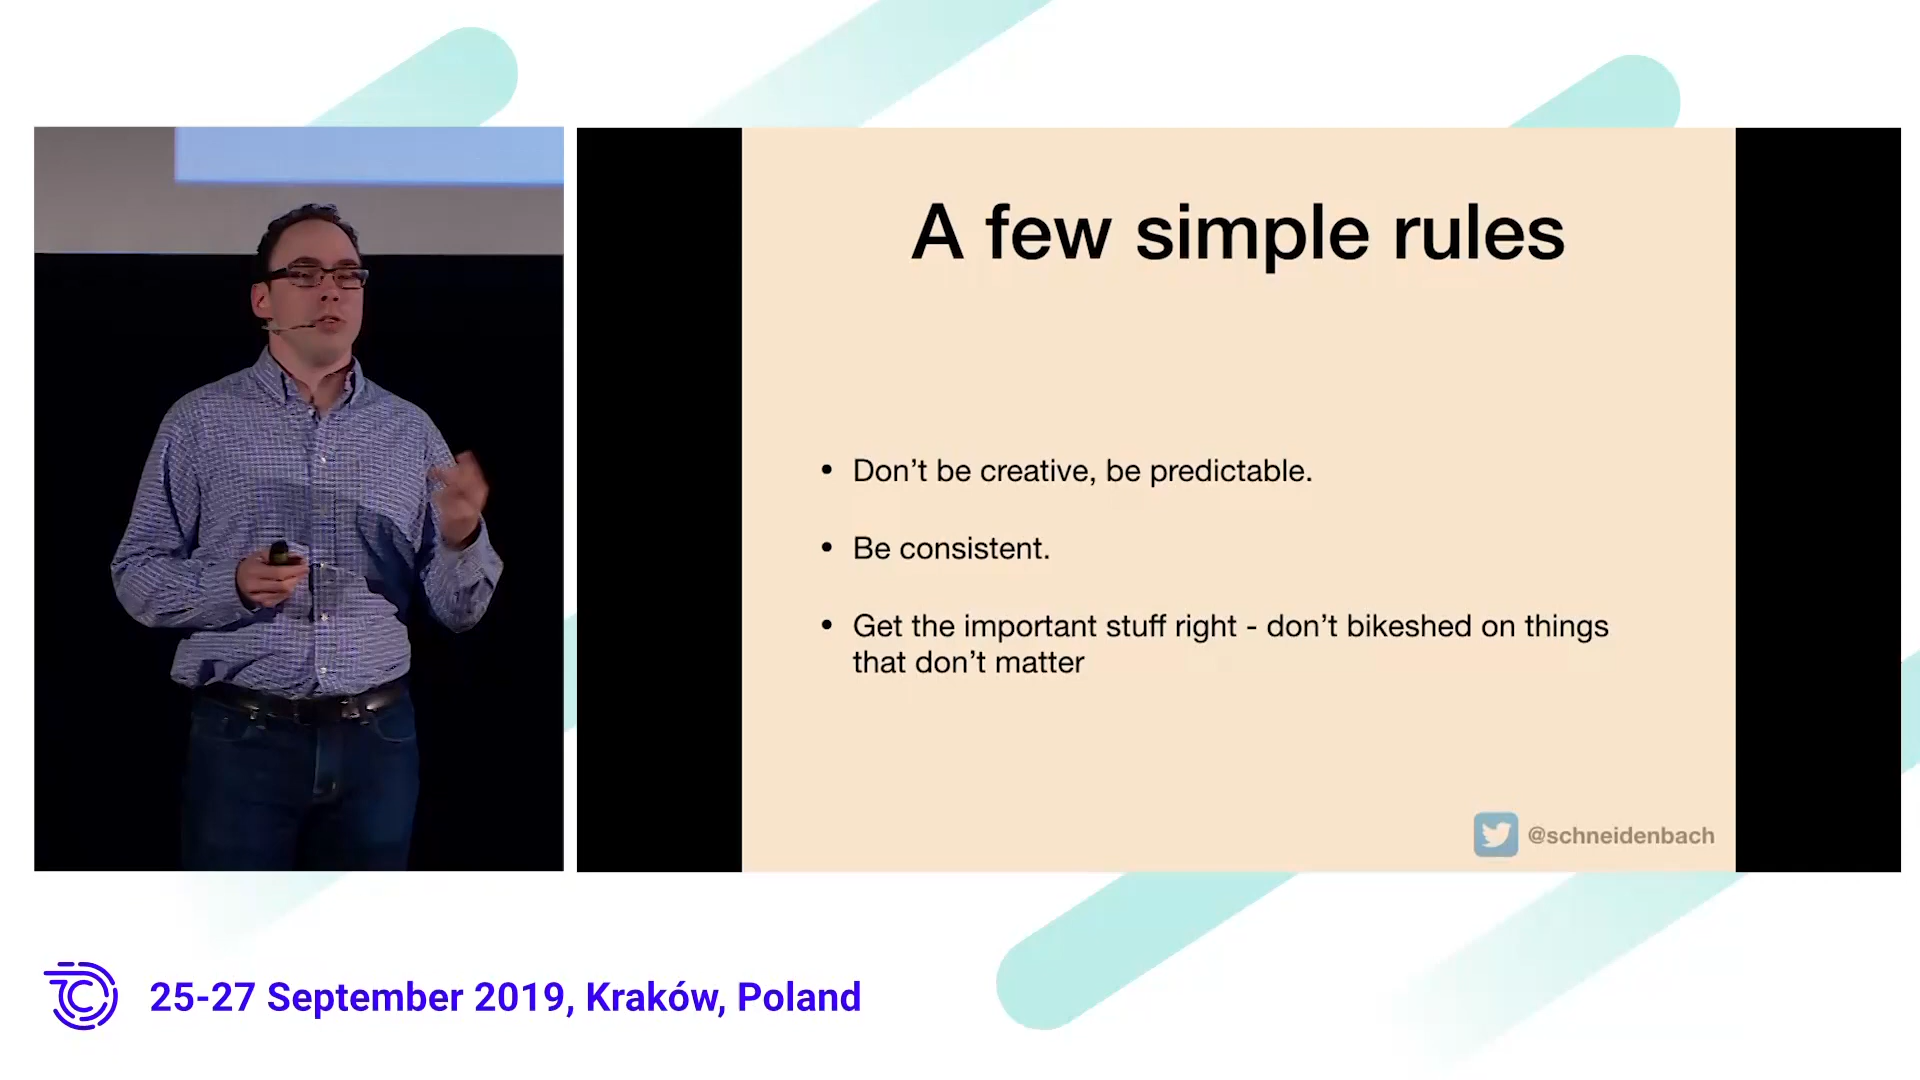 A few simple rules
• Don’t be creative, be predictable.
• Be consistent.
• Get the important stuff right - don’t bikeshed on things
that don’t matter
@schneidenbach
25-27 September 2019, Kraków, Poland